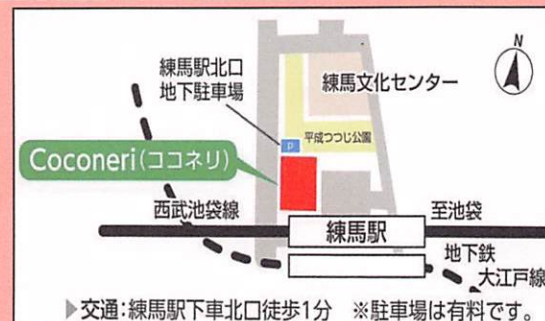 N
練馬駅北口
地下駐車場
練馬文化センター
P
平成つつじ公園
Coconeri(ココネリ)
西武池袋線
至池袋
練馬駅
地下鉄
大江戸線
▶交通:練馬駅下車北口徒歩1分 ※駐車場は有料です。